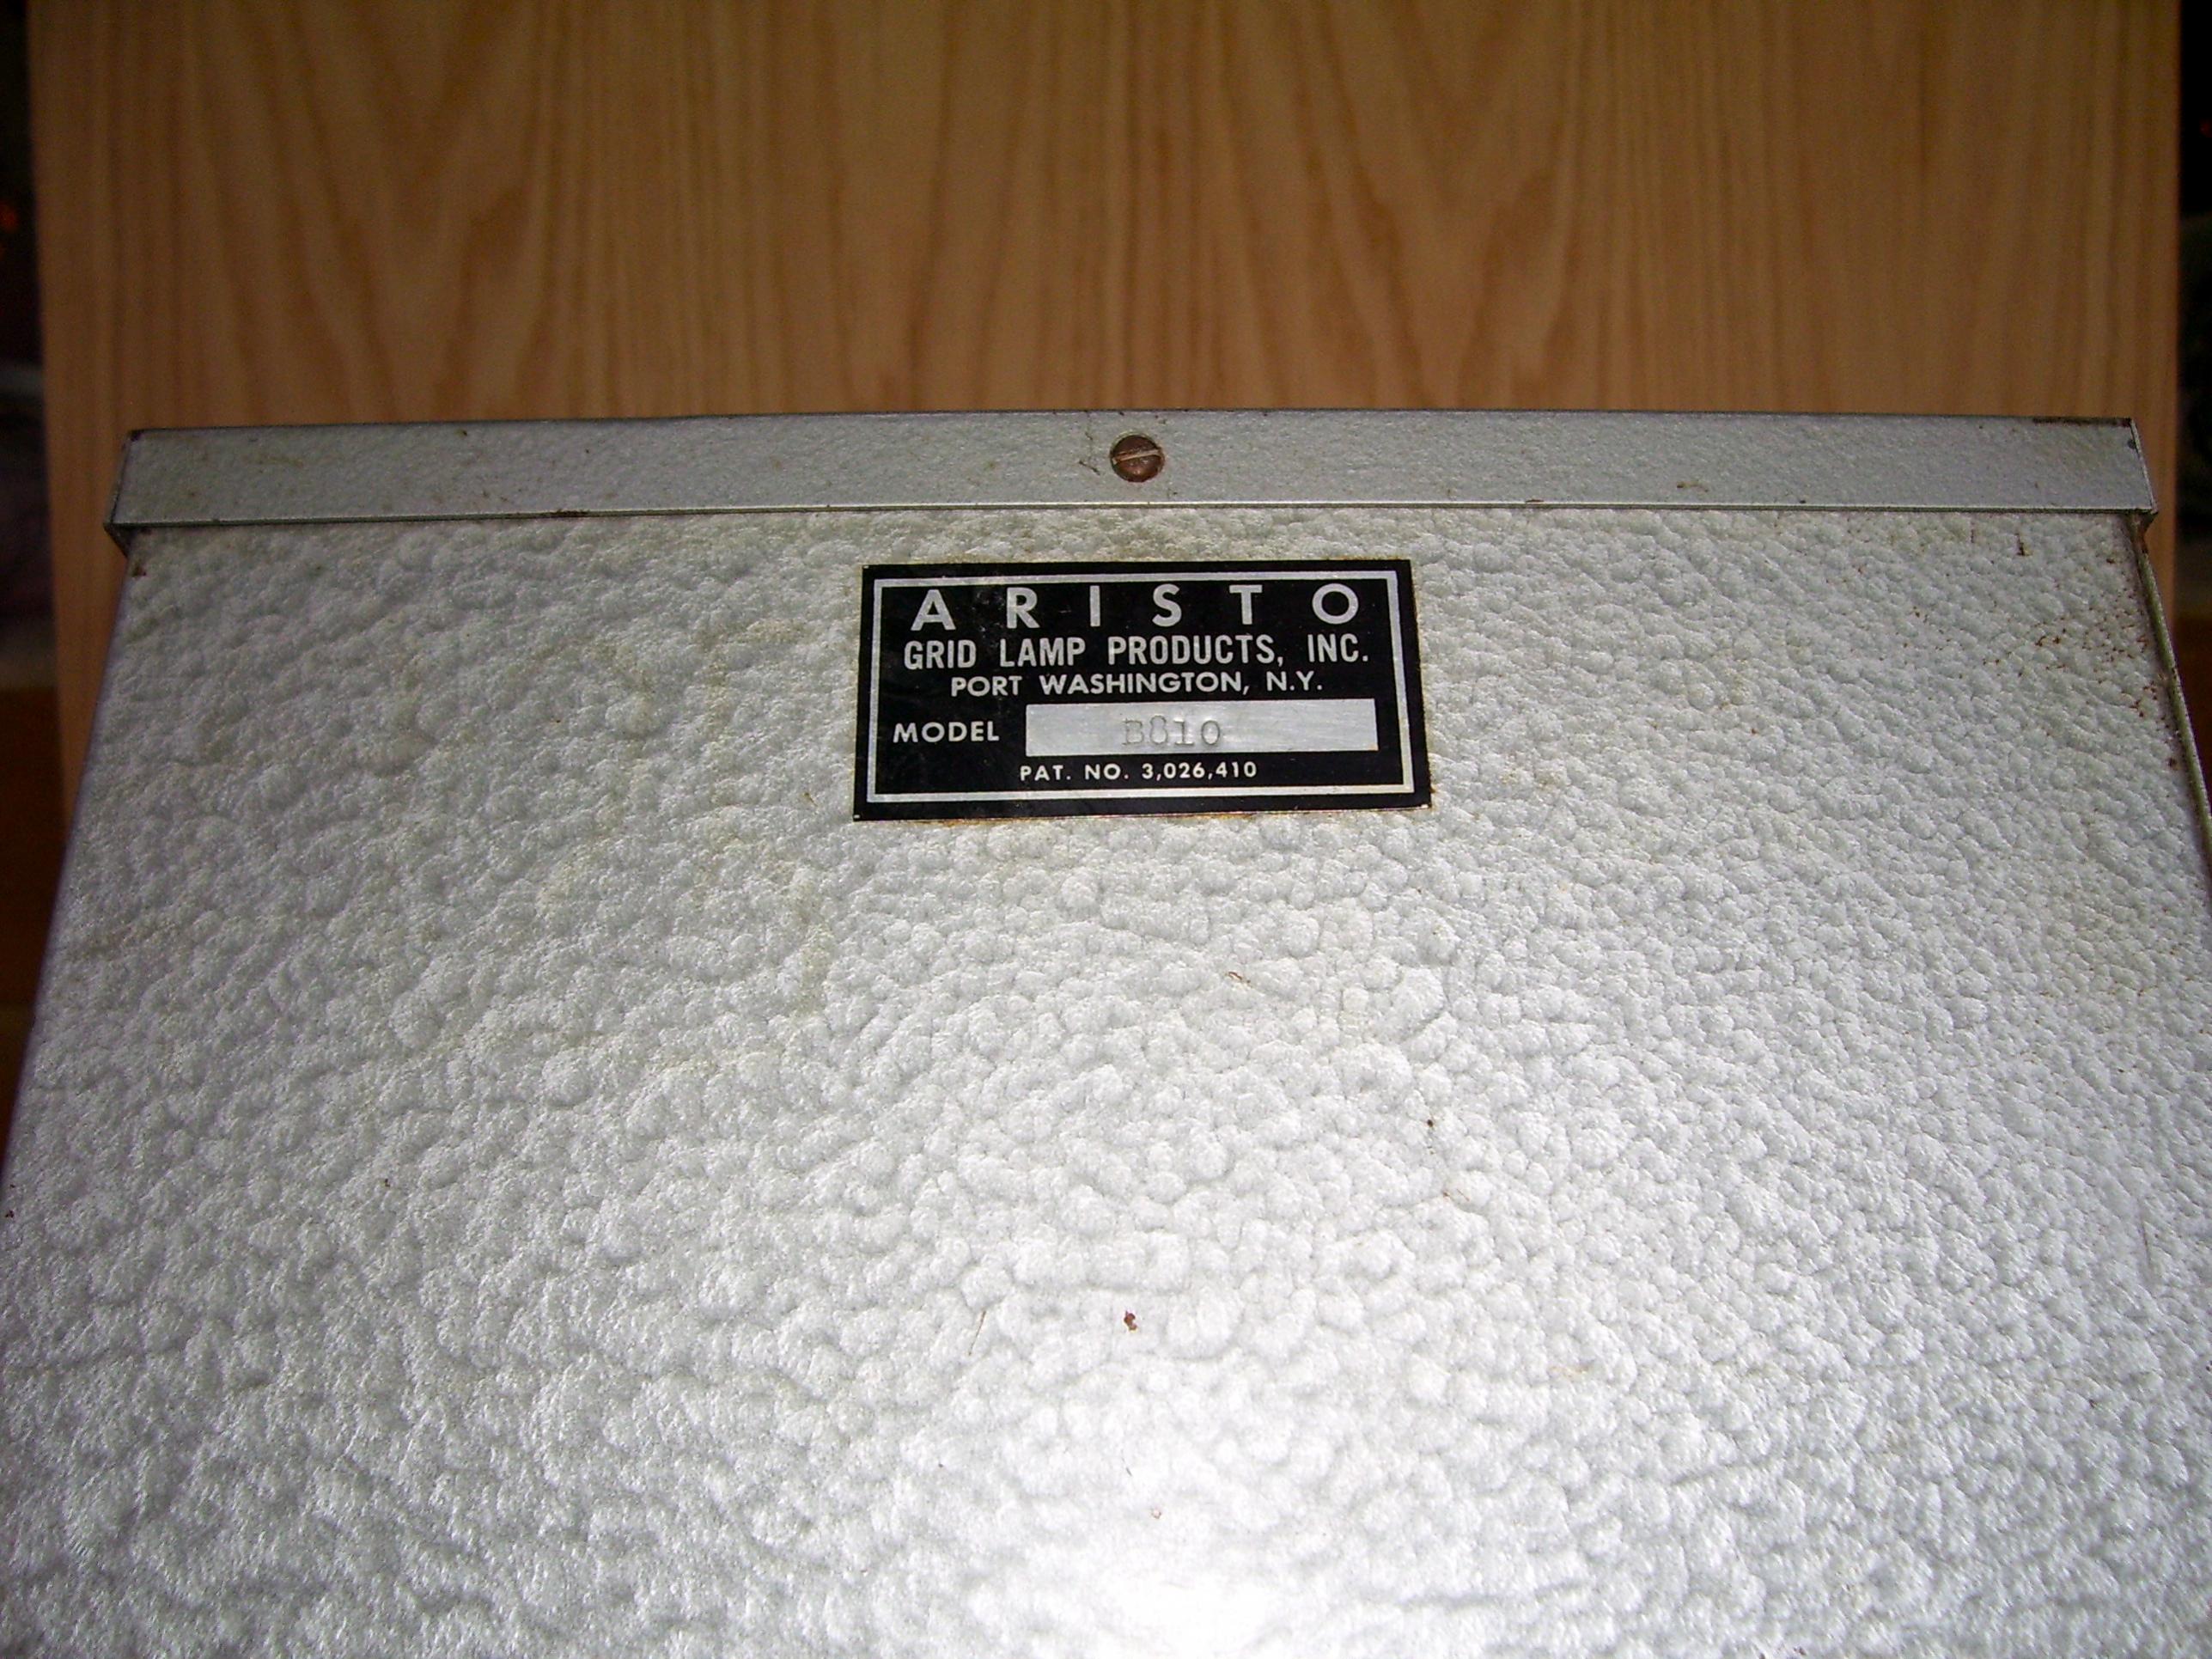 ARISTO
GRID LAMP PRODUCTS, INC.
PORT WASHINGTON, N.Y.
MODEL B810
PAT. NO. 3,026,410